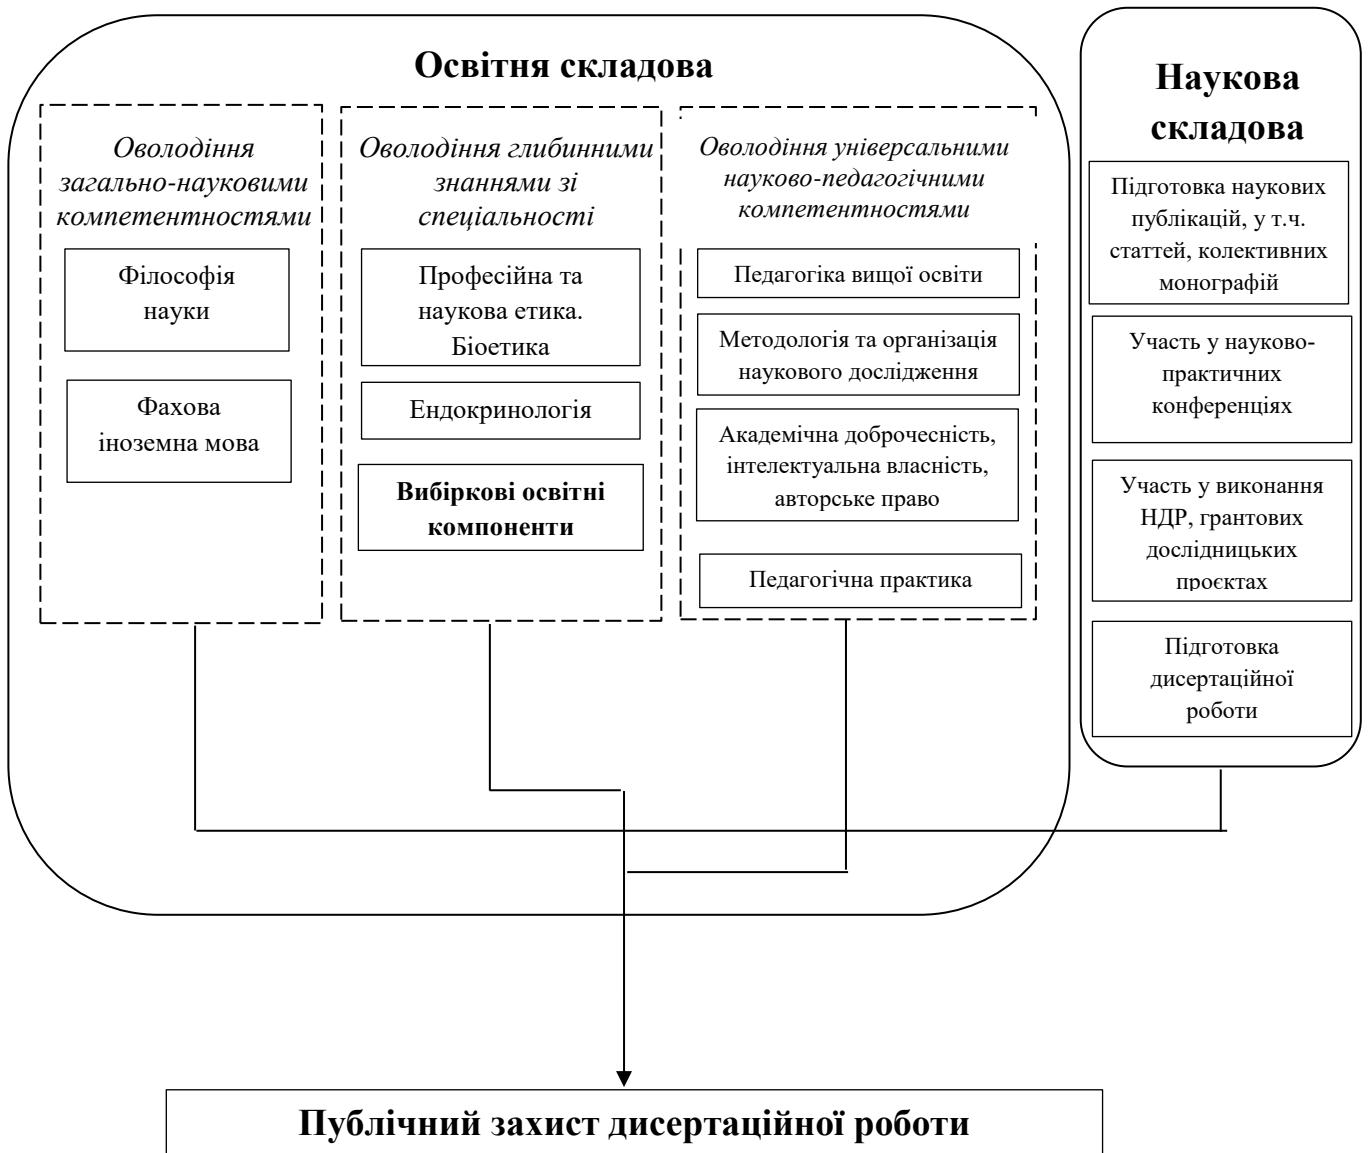 Освітня складова
Оволодіння
загально-науковими
компетентностями
Філософія
науки
Фахова
іноземна мова
Оволодіння глибинними
знаннями зі
спеціальності
Професійна та
наукова етика.
Біоетика
Ендокринологія
Вибіркові освітні
компоненти
Оволодіння універсальними
науково-педагогічними
компетентностями
Педагогіка вищої освіти
Методологія та організація
наукового дослідження
Академічна доброчесність,
інтелектуальна власність,
авторське право
Педагогічна практика
Наукова
складова
Підготовка наукових
публікацій, у т.ч.
статтей, колективних
монографій
Участь у науково-
практичних
конференціях
Участь у виконання
НДР, грантових
дослідницьких
проєктах
Підготовка
дисертаційної
роботи
Публічний захист дисертаційної роботи